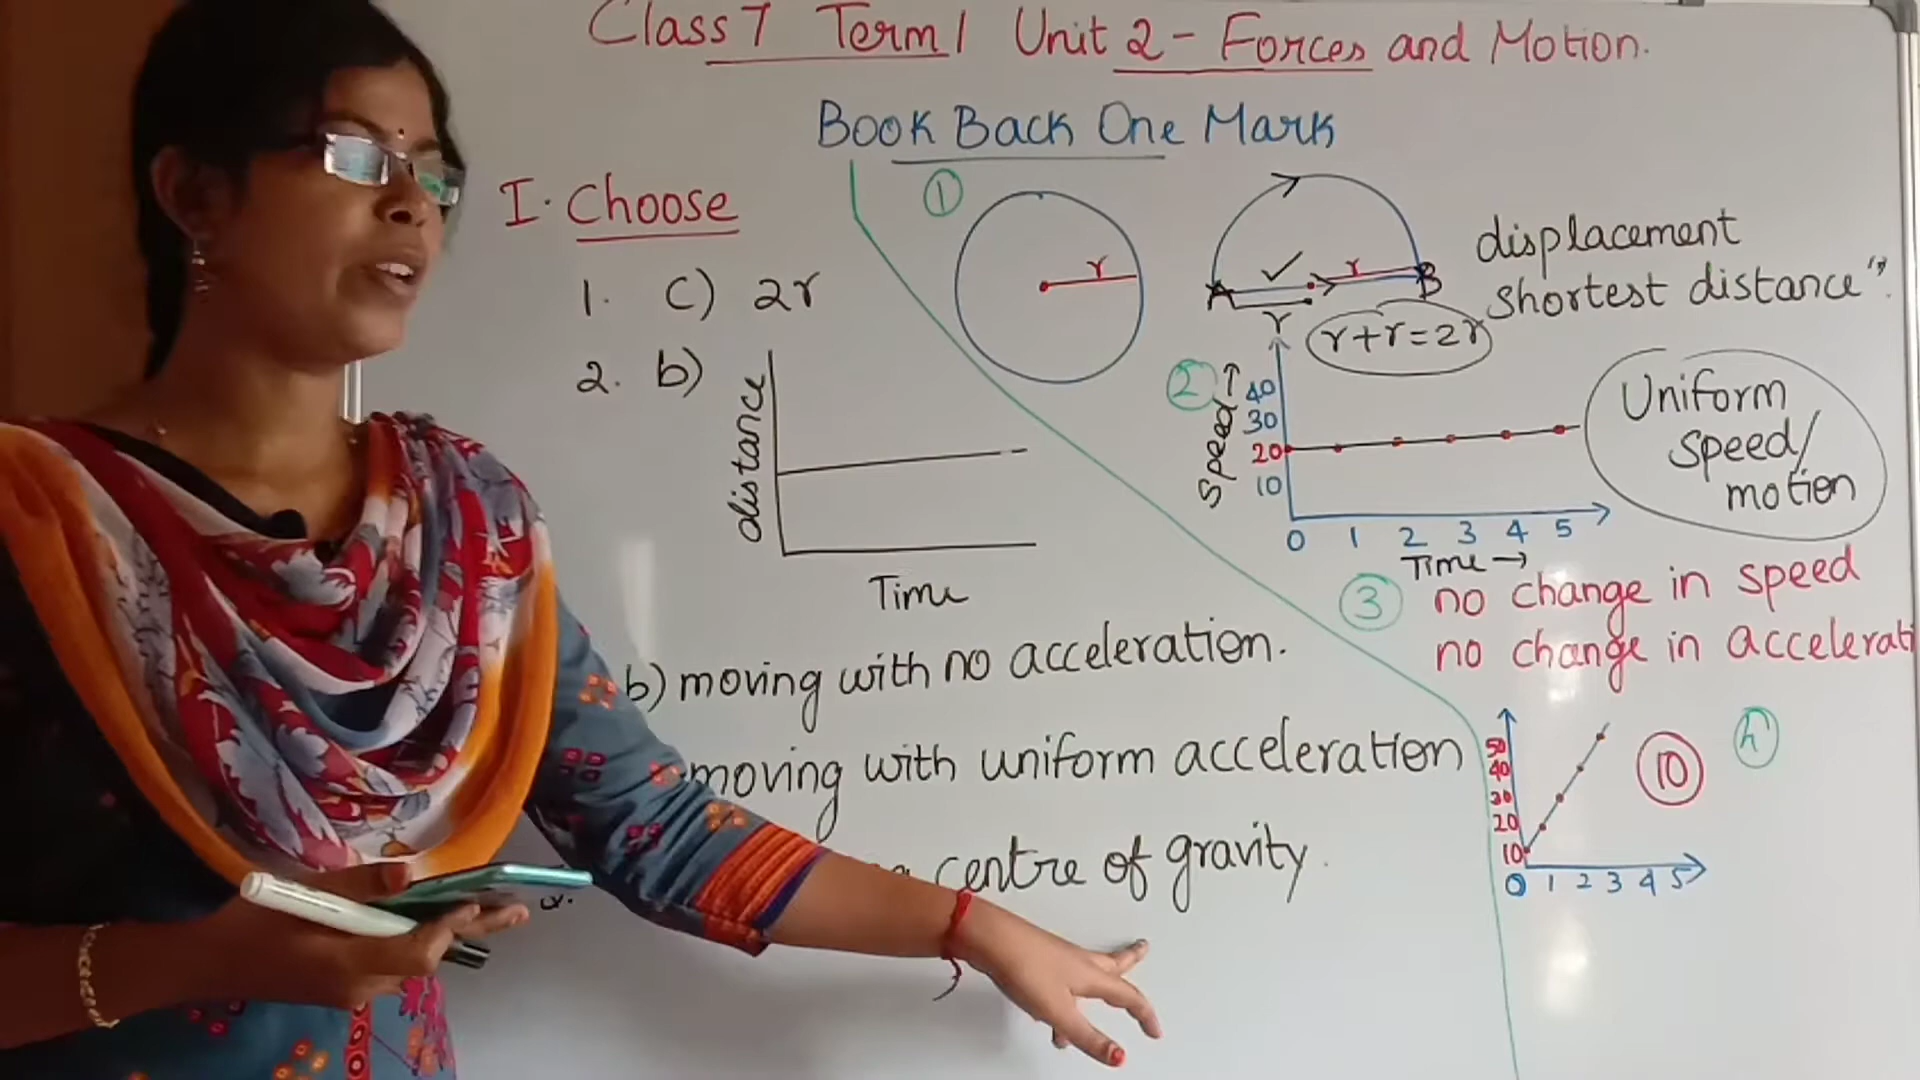 Class 7 Term 1 Unit 2 - Forces and Motion.
Book Back One Mark
I. Choose
1. c) 2r
2. b)
distance
Time
b) moving with no acceleration.
moving with uniform acceleration
centre of gravity.
1
r
A
B
r
r
r+r=2r
displacement
shortest distance"
2
Speed →
40
30
20
10
0 1 2 3 4 5
Time →
Uniform
speed/
motion
3
no change in speed
no change in accelerati
50
40
30
20
10
0 1 2 3 4 5
10